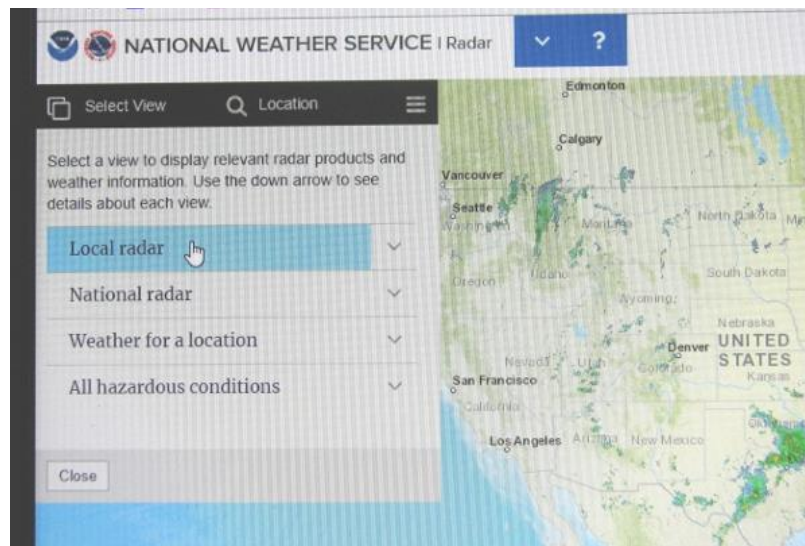 NATIONAL WEATHER SERVICE | Radar
?
Select View
Location
Select a view to display relevant radar products and
weather information. Use the down arrow to see
details about each view.
Local radar
National radar
Weather for a location
All hazardous conditions
Close
Edmonton
Calgary
Vancouver
Seattle
Washington
Montana
North Dakota
Oregon
Idaho
South Dakota
Wyoming
Nebraska
Denver
UNITED
STATES
Nevada
Utah
Colorado
Kansas
San Francisco
California
Los Angeles
Arizona
New Mexico